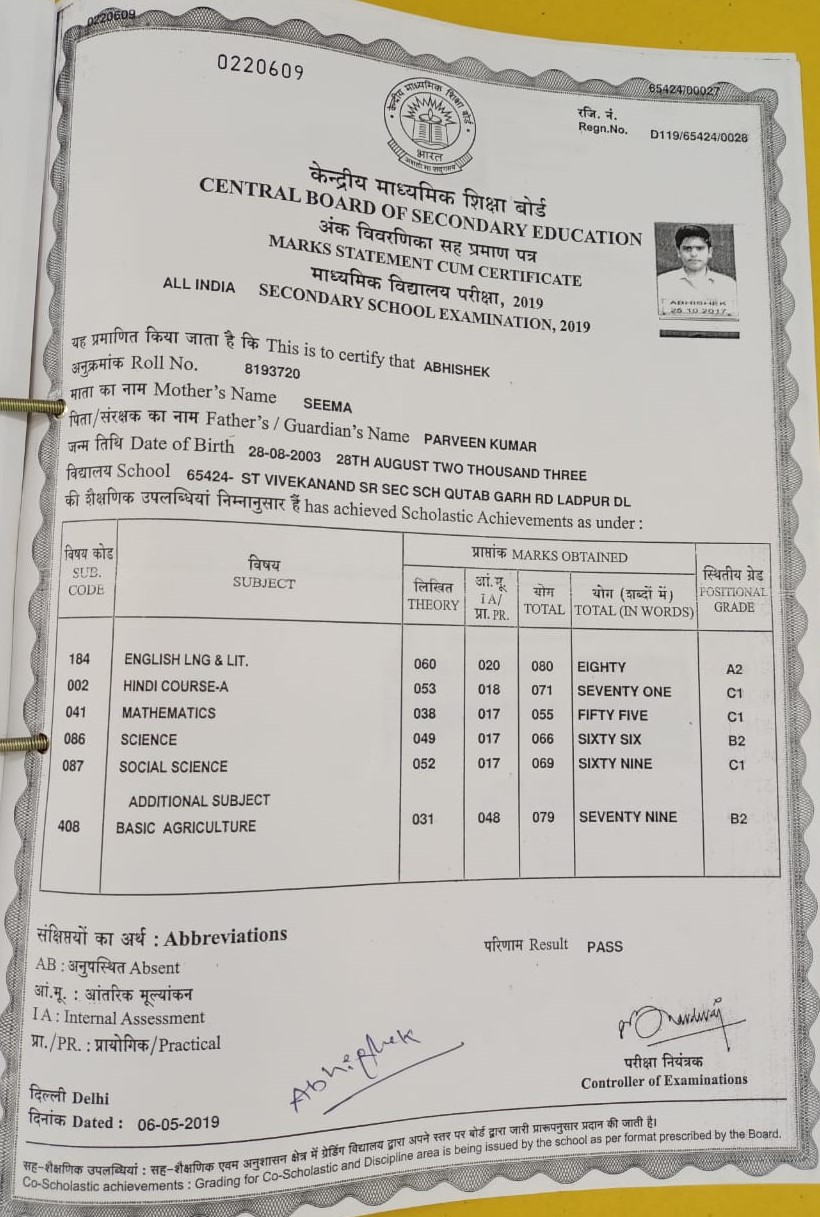 0220609
0220609
65424/00027
रजि. नं.
Regn.No. D119/65424/0028
केन्द्रीय माध्यमिक शिक्षा बोर्ड
भारत
केन्द्रीय माध्यमिक शिक्षा बोर्ड
CENTRAL BOARD OF SECONDARY EDUCATION
अंक विवरणिका सह प्रमाण पत्र
MARKS STATEMENT CUM CERTIFICATE
माध्यमिक विद्यालय परीक्षा, 2019
ALL INDIA SECONDARY SCHOOL EXAMINATION, 2019
ABHISHEK
25.10.2017
यह प्रमाणित किया जाता है कि This is to certify that ABHISHEK
अनुक्रमांक Roll No. 8193720
माता का नाम Mother's Name SEEMA
पिता/संरक्षक का नाम Father's / Guardian's Name PARVEEN KUMAR
जन्म तिथि Date of Birth 28-08-2003 28TH AUGUST TWO THOUSAND THREE
विद्यालय School 65424- ST VIVEKANAND SR SEC SCH QUTAB GARH RD LADPUR DL
की शैक्षणिक उपलब्धियां निम्नानुसार हैं has achieved Scholastic Achievements as under :
विषय कोड SUB. CODE
विषय SUBJECT
प्राप्तांक MARKS OBTAINED
लिखित THEORY
आं.मू. IA/ प्रा. PR.
योग TOTAL
योग (शब्दों में) TOTAL (IN WORDS)
स्थितीय ग्रेड POSITIONAL GRADE
184 ENGLISH LNG & LIT. 060 020 080 EIGHTY A2
002 HINDI COURSE-A 053 018 071 SEVENTY ONE C1
041 MATHEMATICS 038 017 055 FIFTY FIVE C1
086 SCIENCE 049 017 066 SIXTY SIX B2
087 SOCIAL SCIENCE 052 017 069 SIXTY NINE C1
ADDITIONAL SUBJECT
408 BASIC AGRICULTURE 031 048 079 SEVENTY NINE B2
संक्षिप्तियों का अर्थ : Abbreviations
परिणाम Result PASS
AB : अनुपस्थित Absent
आं.मू. : आंतरिक मूल्यांकन
IA : Internal Assessment
प्रा./PR. : प्रायोगिक/Practical
Abhishek
परीक्षा नियंत्रक
Controller of Examinations
दिल्ली Delhi
दिनांक Dated : 06-05-2019
सह-शैक्षणिक उपलब्धियां : सह-शैक्षणिक एवम अनुशासन क्षेत्र में ग्रेडिंग विद्यालय द्वारा अपने स्तर पर बोर्ड द्वारा जारी प्रारूपनुसार प्रदान की जाती है।
Co-Scholastic achievements : Grading for Co-Scholastic and Discipline area is being issued by the school as per format prescribed by the Board.